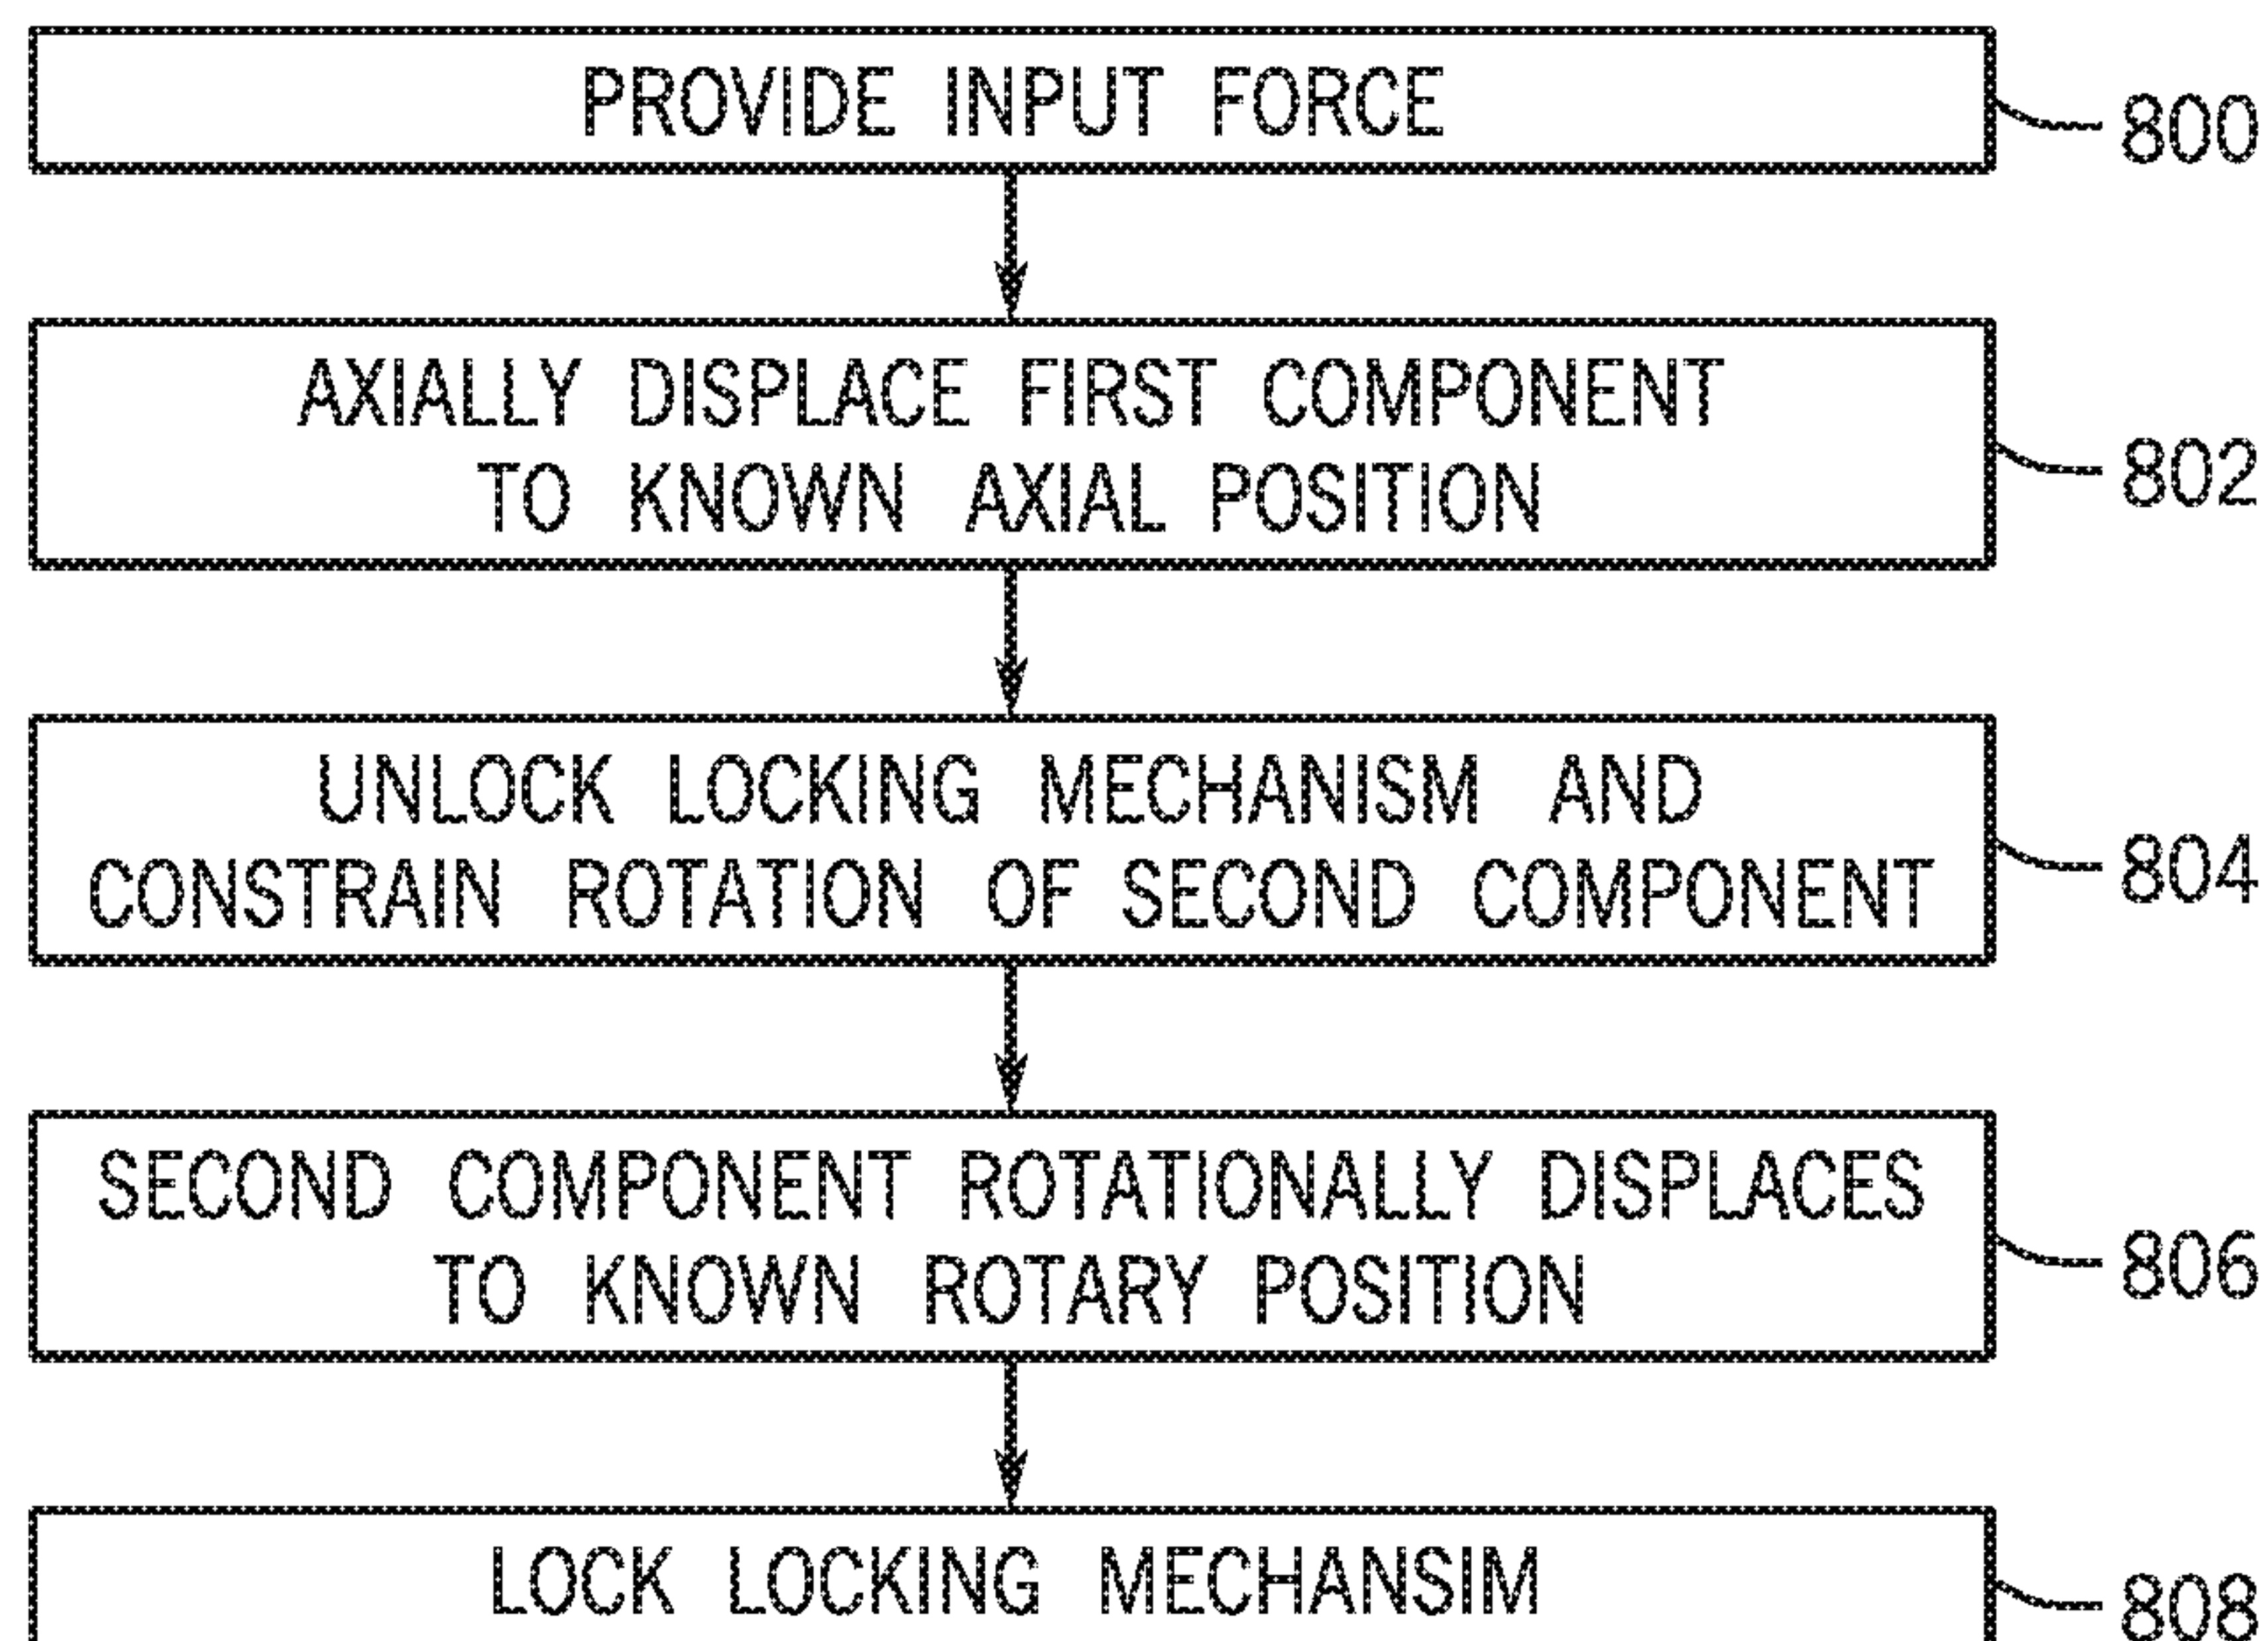 PROVIDE INPUT FORCE
800
AXIALLY DISPLACE FIRST COMPONENT
TO KNOWN AXIAL POSITION
802
UNLOCK LOCKING MECHANISM AND
CONSTRAIN ROTATION OF SECOND COMPONENT
804
SECOND COMPONENT ROTATIONALLY DISPLACES
TO KNOWN ROTARY POSITION
806
LOCK LOCKING MECHANSIM
808